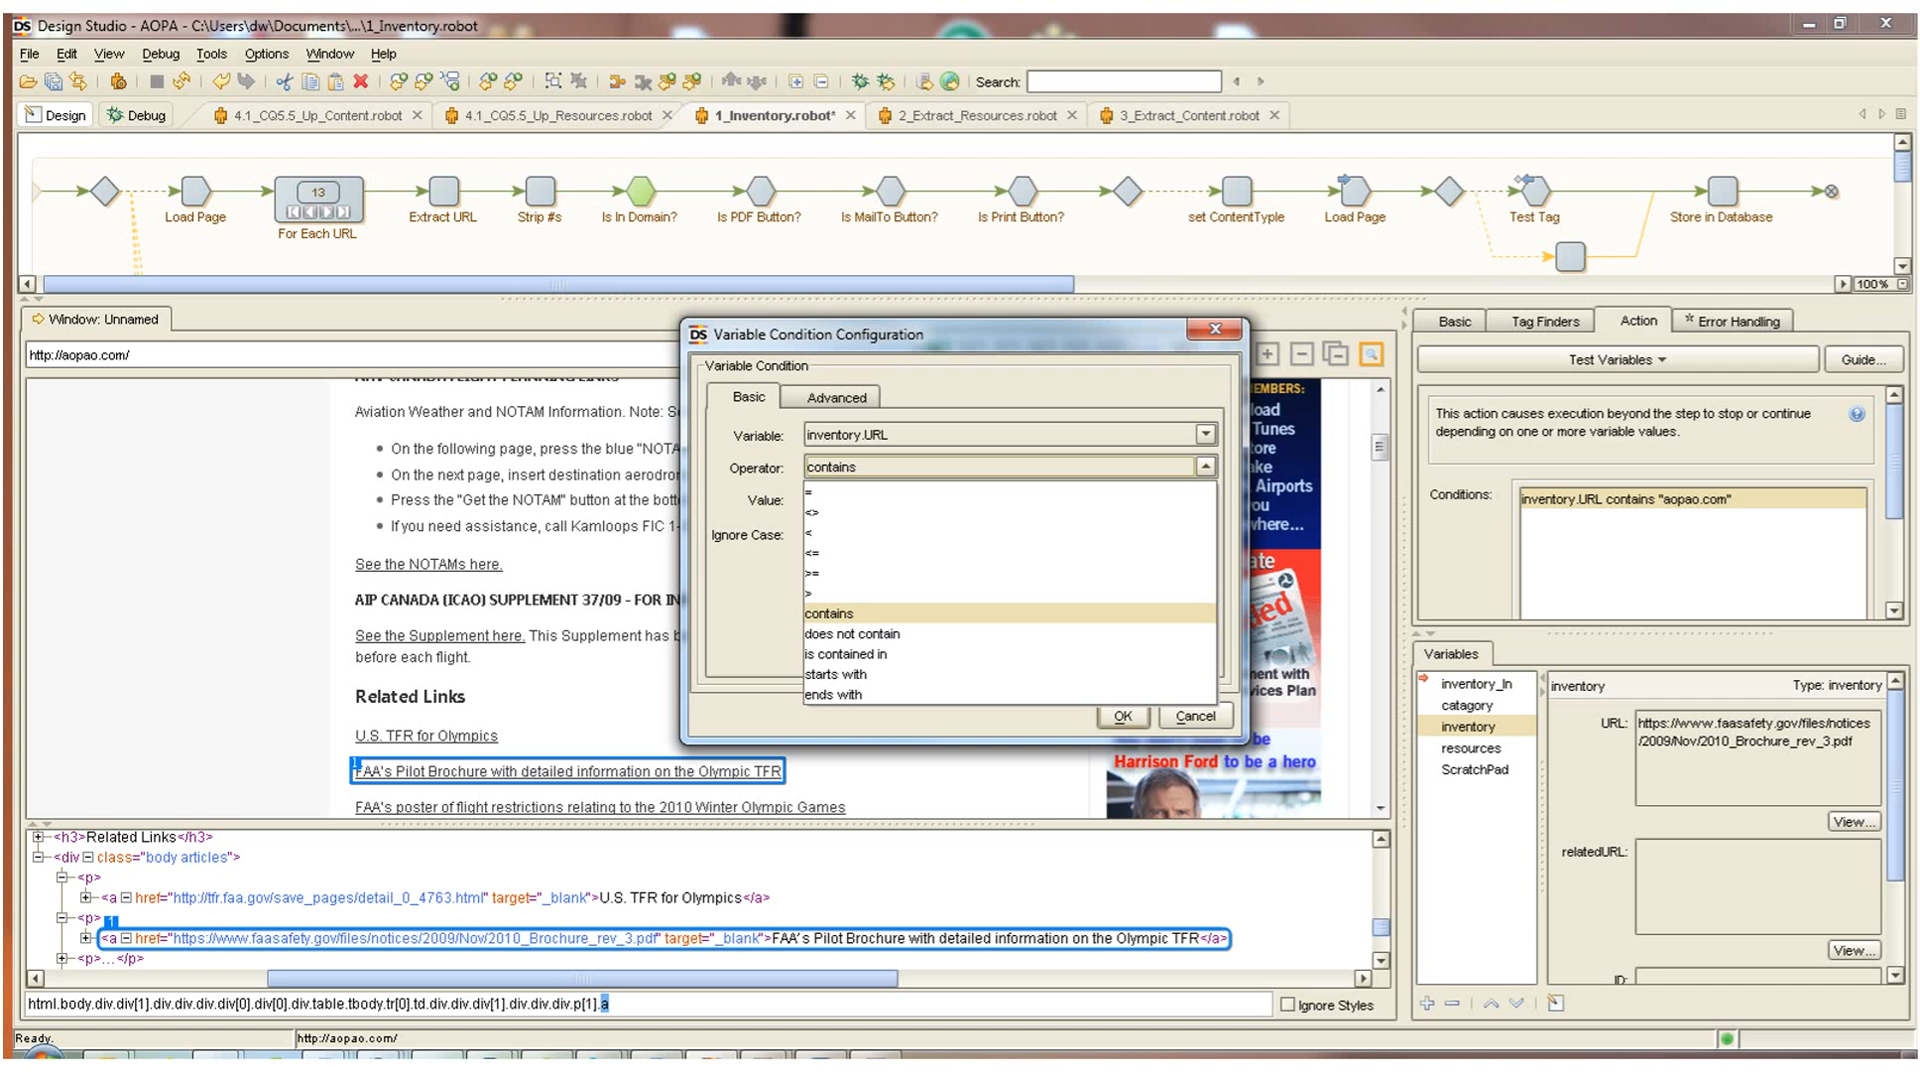 DS Design Studio - AOPA - C:\Users\dw\Documents\...\1_Inventory.robot
File Edit View Debug Tools Options Window Help
Search:
Design Debug 4.1_CQ5.5_Up_Content.robot 4.1_CQ5.5_Up_Resources.robot 1_Inventory.robot* 2_Extract_Resources.robot 3_Extract_Content.robot
13
Load Page For Each URL Extract URL Strip #s Is In Domain? Is PDF Button? Is MailTo Button? Is Print Button? set ContentTyple Load Page Test Tag Store in Database
100%
Window: Unnamed
http://aopao.com/
Aviation Weather and NOTAM Information. Note:
On the following page, press the blue "NOTA
On the next page, insert destination aerodro
Press the "Get the NOTAM" button at the bott
If you need assistance, call Kamloops FIC 1-
See the NOTAMs here.
AIP CANADA (ICAO) SUPPLEMENT 37/09 - FOR IN
See the Supplement here. This Supplement has b
before each flight.
Related Links
U.S. TFR for Olympics
1
FAA's Pilot Brochure with detailed information on the Olympic TFR
FAA's poster of flight restrictions relating to the 2010 Winter Olympic Games
EMBERS:
load
Tunes
tore
ke
Airports
ou
where...
ate
ded
ment with
vices Plan
be
Harrison Ford to be a hero
DS Variable Condition Configuration
Variable Condition
Basic Advanced
Variable: inventory.URL
Operator: contains
Value:
Ignore Case:
=
<>
<
<=
>=
>
contains
does not contain
is contained in
starts with
ends with
OK Cancel
Basic Tag Finders Action * Error Handling
Test Variables Guide...
This action causes execution beyond the step to stop or continue
depending on one or more variable values.
Conditions: inventory.URL contains "aopao.com"
Variables
inventory_In
catagory
inventory
resources
ScratchPad
inventory Type: inventory
URL: https://www.faasafety.gov/files/notices
/2009/Nov/2010_Brochure_rev_3.pdf
View...
relatedURL:
View...
ID:
<h3>Related Links</h3>
<div class="body articles">
<p>
<a href="http://tfr.faa.gov/save_pages/detail_0_4763.html" target="_blank">U.S. TFR for Olympics</a>
<p> 1
<a href="https://www.faasafety.gov/files/notices/2009/Nov/2010_Brochure_rev_3.pdf" target="_blank">FAA's Pilot Brochure with detailed information on the Olympic TFR</a>
<p>...</p>
html.body.div.div[1].div.div.div.div[0].div[0].div.table.tbody.tr[0].td.div.div.div[1].div.div.div.p[1].a
Ignore Styles
Ready. http://aopao.com/